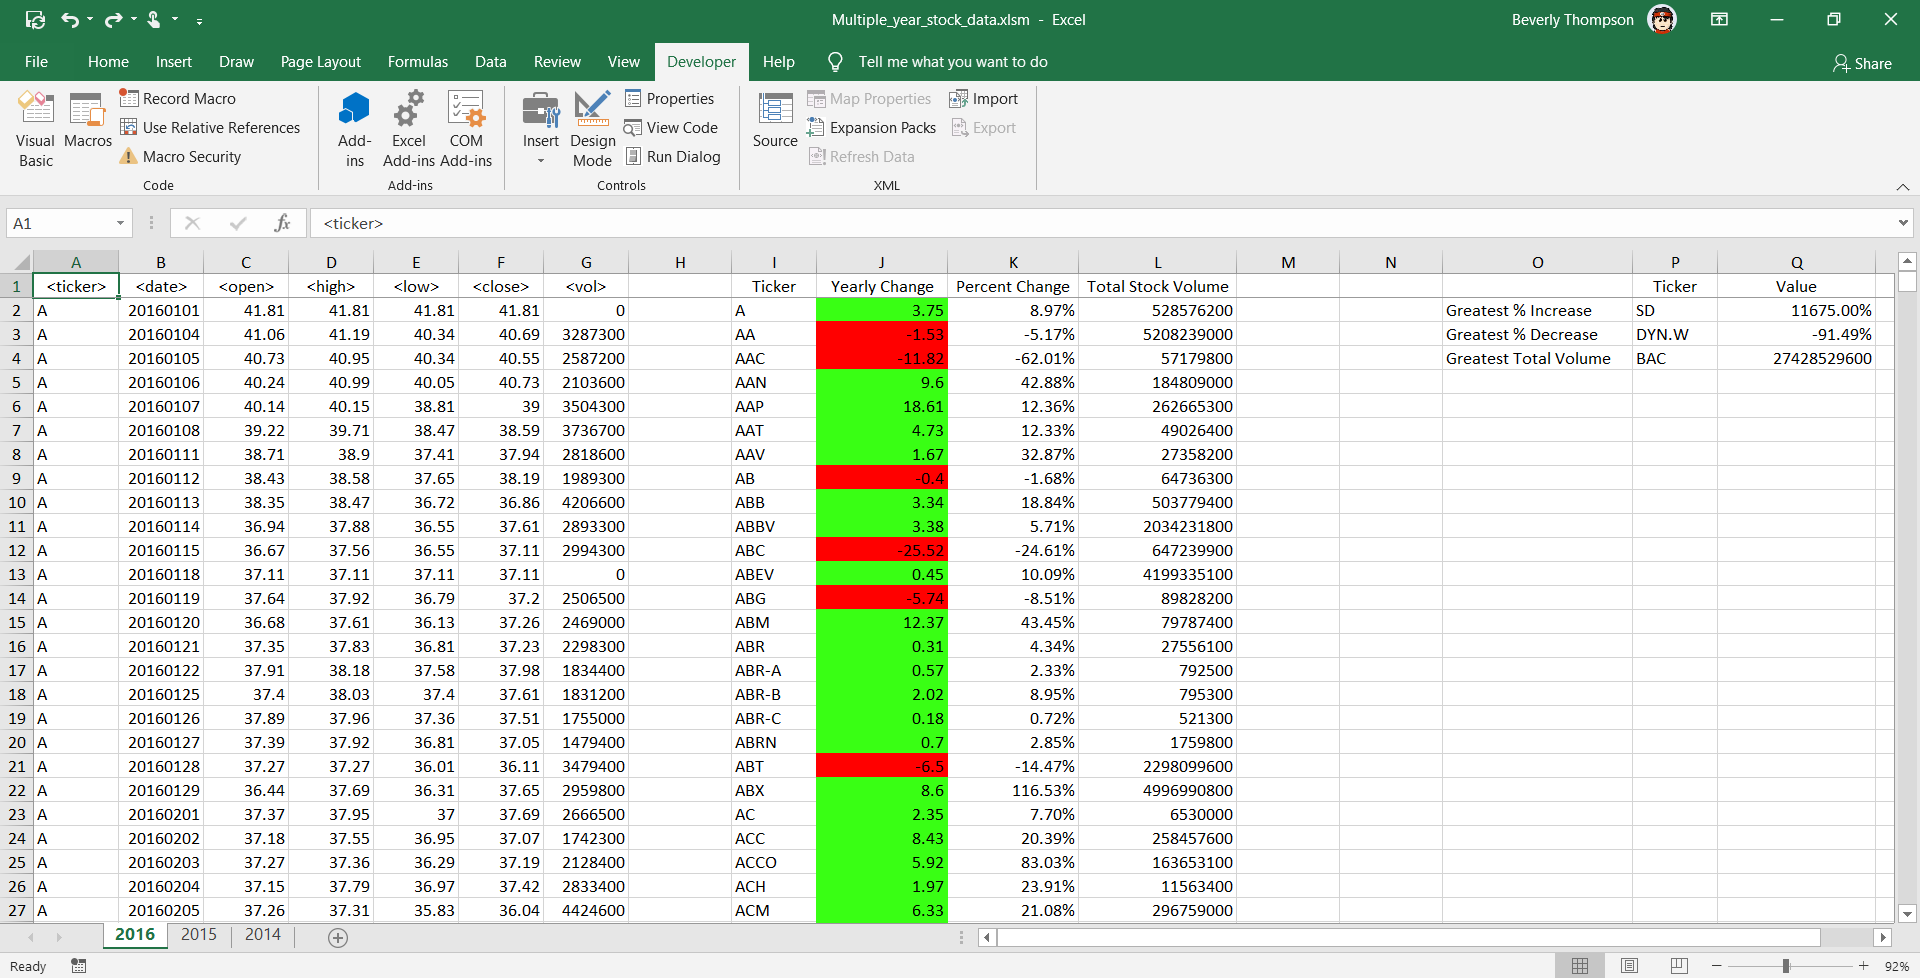 Multiple_year_stock_data.xlsm - Excel
Beverly Thompson
File Home Insert Draw Page Layout Formulas Data Review View Developer Help Tell me what you want to do Share
Visual Basic
Macros
Record Macro
Use Relative References
Macro Security
Code
Add-ins
Excel Add-ins
COM Add-ins
Add-ins
Insert
Design Mode
Properties
View Code
Run Dialog
Controls
Source
Map Properties
Expansion Packs
Refresh Data
Import
Export
XML
A1 fx <ticker>
A B C D E F G H I J K L M N O P Q
1 <ticker> <date> <open> <high> <low> <close> <vol> Ticker Yearly Change Percent Change Total Stock Volume Ticker Value
2 A 20160101 41.81 41.81 41.81 41.81 0 A 3.75 8.97% 528576200 Greatest % Increase SD 11675.00%
3 A 20160104 41.06 41.19 40.34 40.69 3287300 AA -1.53 -5.17% 5208239000 Greatest % Decrease DYN.W -91.49%
4 A 20160105 40.73 40.95 40.34 40.55 2587200 AAC -11.82 -62.01% 57179800 Greatest Total Volume BAC 27428529600
5 A 20160106 40.24 40.99 40.05 40.73 2103600 AAN 9.6 42.88% 184809000
6 A 20160107 40.14 40.15 38.81 39 3504300 AAP 18.61 12.36% 262665300
7 A 20160108 39.22 39.71 38.47 38.59 3736700 AAT 4.73 12.33% 49026400
8 A 20160111 38.71 38.9 37.41 37.94 2818600 AAV 1.67 32.87% 27358200
9 A 20160112 38.43 38.58 37.65 38.19 1989300 AB -0.4 -1.68% 64736300
10 A 20160113 38.35 38.47 36.72 36.86 4206600 ABB 3.34 18.84% 503779400
11 A 20160114 36.94 37.88 36.55 37.61 2893300 ABBV 3.38 5.71% 2034231800
12 A 20160115 36.67 37.56 36.55 37.11 2994300 ABC -25.52 -24.61% 647239900
13 A 20160118 37.11 37.11 37.11 37.11 0 ABEV 0.45 10.09% 4199335100
14 A 20160119 37.64 37.92 36.79 37.2 2506500 ABG -5.74 -8.51% 89828200
15 A 20160120 36.68 37.61 36.13 37.26 2469000 ABM 12.37 43.45% 79787400
16 A 20160121 37.35 37.83 36.81 37.23 2298300 ABR 0.31 4.34% 27556100
17 A 20160122 37.91 38.18 37.58 37.98 1834400 ABR-A 0.57 2.33% 792500
18 A 20160125 37.4 38.03 37.4 37.61 1831200 ABR-B 2.02 8.95% 795300
19 A 20160126 37.89 37.96 37.36 37.51 1755000 ABR-C 0.18 0.72% 521300
20 A 20160127 37.39 37.92 36.81 37.05 1479400 ABRN 0.7 2.85% 1759800
21 A 20160128 37.27 37.27 36.01 36.11 3479400 ABT -6.5 -14.47% 2298099600
22 A 20160129 36.44 37.69 36.31 37.65 2959800 ABX 8.6 116.53% 4996990800
23 A 20160201 37.37 37.95 37 37.69 2666500 AC 2.35 7.70% 6530000
24 A 20160202 37.18 37.55 36.95 37.07 1742300 ACC 8.43 20.39% 258457600
25 A 20160203 37.27 37.36 36.29 37.19 2128400 ACCO 5.92 83.03% 163653100
26 A 20160204 37.15 37.79 36.97 37.42 2833400 ACH 1.97 23.91% 11563400
27 A 20160205 37.26 37.31 35.83 36.04 4424600 ACM 6.33 21.08% 296759000
2016 2015 2014
Ready 92%